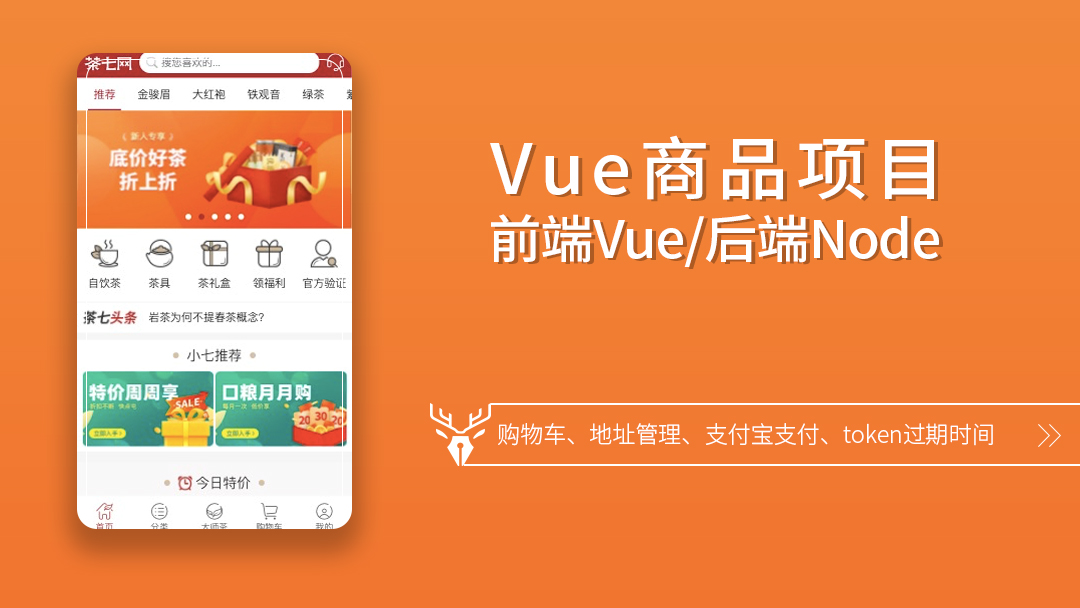 茶七网 搜您喜欢的...
推荐 金骏眉 大红袍 铁观音 绿茶
新人专享
底价好茶
折上折
自饮茶 茶具 茶礼盒 领福利 官方验证
茶七头条 岩茶为何不提春茶概念?
小七推荐
特价周周享 口粮月月购
立即入手 立即入手
SALE 20 30 20
今日特价
首页 分类 大师茶 购物车 我的
Vue商品项目
前端Vue/后端Node
购物车、地址管理、支付宝支付、token过期时间